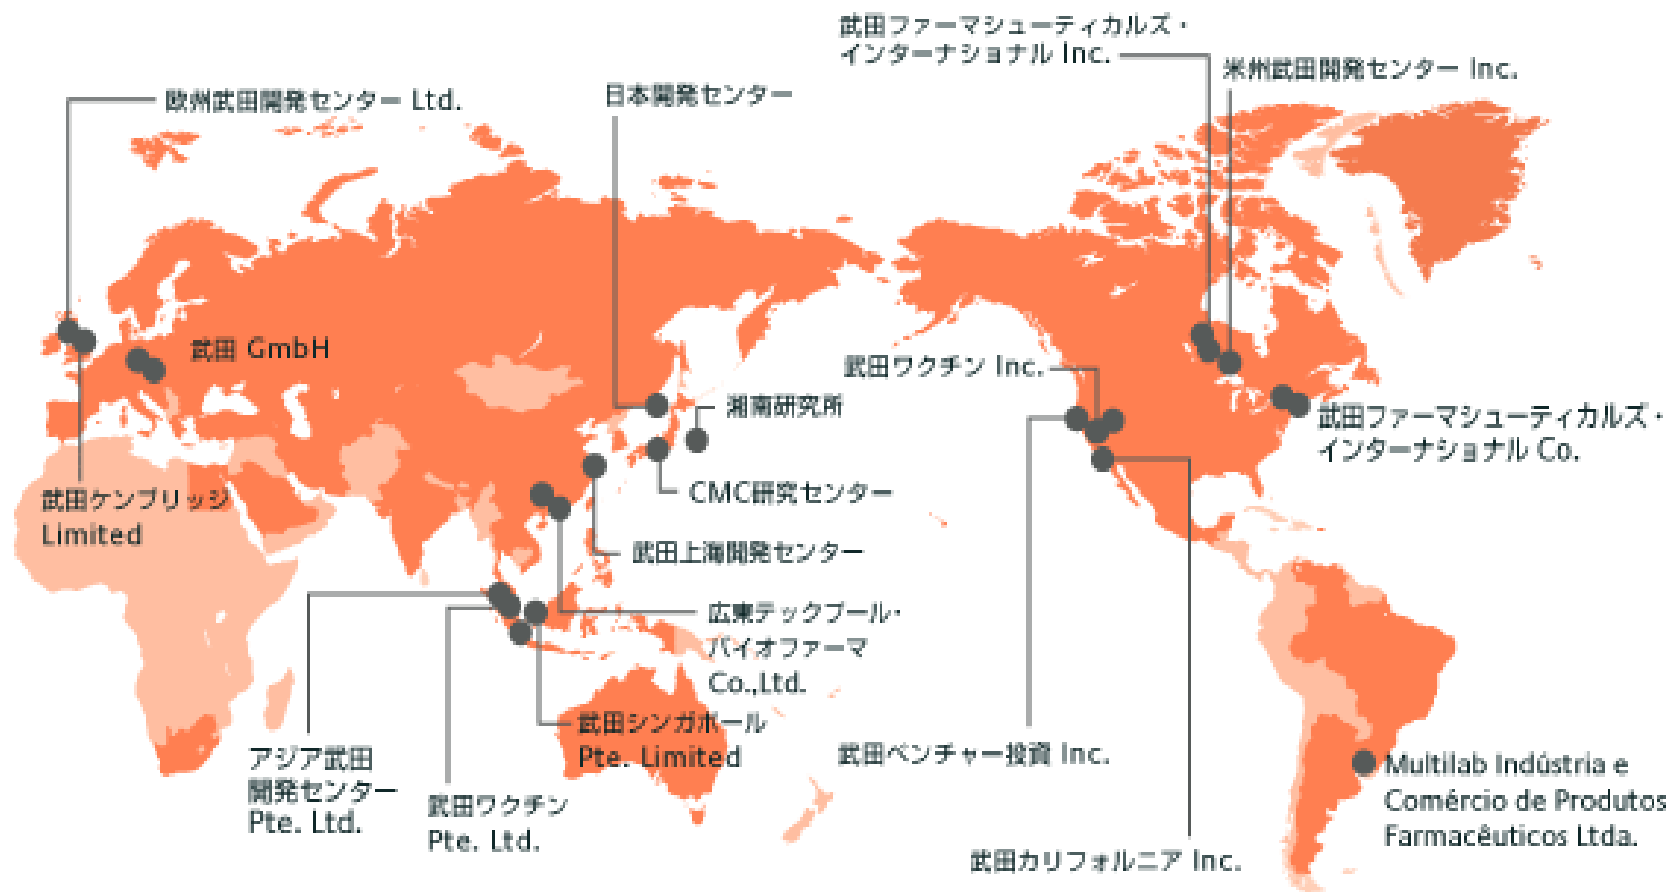 武田ファーマシューティカルズ・
インターナショナル Inc.
米州武田開発センター Inc.
欧州武田開発センター Ltd.
日本開発センター
武田 GmbH
武田ワクチン Inc.
湘南研究所
武田ファーマシューティカルズ・
インターナショナル Co.
武田ケンブリッジ
Limited
CMC研究センター
武田上海開発センター
広東テックプール・
バイオファーマ
Co.,Ltd.
武田シンガポール
Pte. Limited
アジア武田
開発センター
Pte. Ltd.
武田ワクチン
Pte. Ltd.
武田ベンチャー投資 Inc.
Multilab Indústria e
Comércio de Produtos
Farmacêuticos Ltda.
武田カリフォルニア Inc.